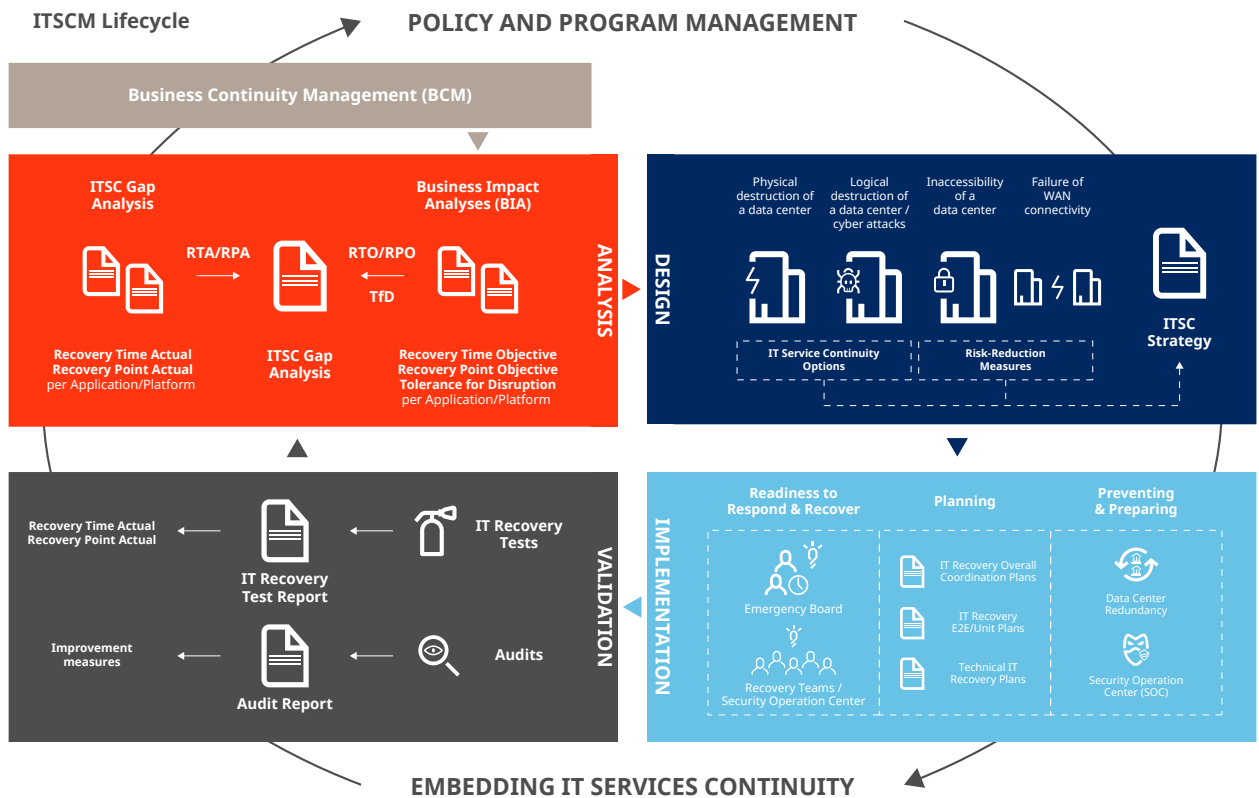 ITSCM Lifecycle
POLICY AND PROGRAM MANAGEMENT
Business Continuity Management (BCM)
ITSC Gap
Analysis
Business Impact
Analyses (BIA)
RTA/RPA
RTO/RPO
TfD
Recovery Time Actual
Recovery Point Actual
per Application/Platform
ITSC Gap
Analysis
Recovery Time Objective
Recovery Point Objective
Tolerance for Disruption
per Application/Platform
ANALYSIS
DESIGN
Physical
destruction of
a data center
Logical
destruction of
a data center /
cyber attacks
Inaccessibility
of a
data center
Failure of
WAN
connectivity
IT Service Continuity
Options
Risk-Reduction
Measures
ITSC
Strategy
Recovery Time Actual
Recovery Point Actual
IT Recovery
Test Report
IT Recovery
Tests
Improvement
measures
Audit Report
Audits
VALIDATION
IMPLEMENTATION
Readiness to
Respond & Recover
Emergency Board
Recovery Teams /
Security Operation Center
Planning
IT Recovery Overall
Coordination Plans
IT Recovery
E2E/Unit Plans
Technical IT
Recovery Plans
Preventing
& Preparing
Data Center
Redundancy
Security Operation
Center (SOC)
EMBEDDING IT SERVICES CONTINUITY